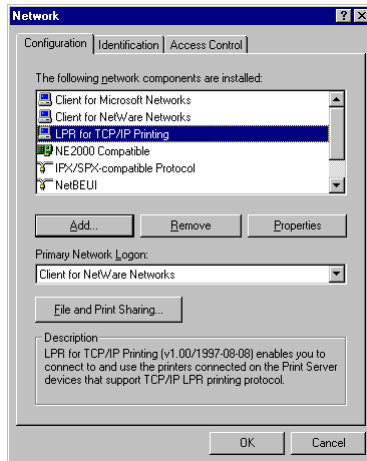 Network
Configuration Identification Access Control
The following network components are installed:
Client for Microsoft Networks
Client for NetWare Networks
LPR for TCP/IP Printing
NE2000 Compatible
IPX/SPX-compatible Protocol
NetBEUI
Add... Remove Properties
Primary Network Logon:
Client for NetWare Networks
File and Print Sharing...
Description
LPR for TCP/IP Printing (v1.00/1997-08-08) enables you to
connect to and use the printers connected on the Print Server
devices that support TCP/IP LPR printing protocol.
OK Cancel